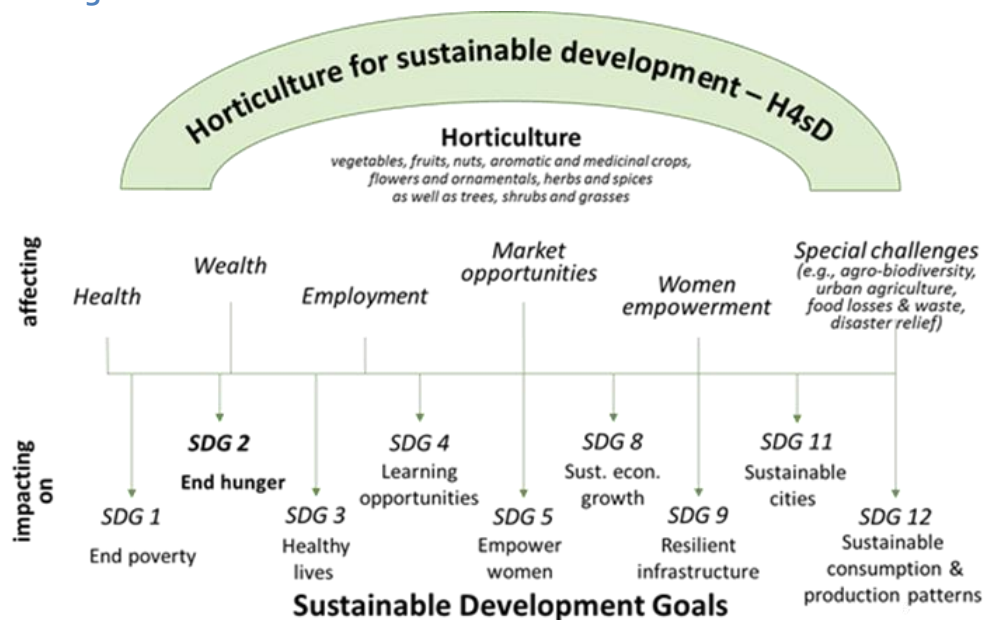 Horticulture for sustainable development – H4sD
Horticulture
vegetables, fruits, nuts, aromatic and medicinal crops,
flowers and ornamentals, herbs and spices
as well as trees, shrubs and grasses
affecting
Health
Wealth
Employment
Market
opportunities
Women
empowerment
Special challenges
(e.g., agro-biodiversity,
urban agriculture,
food losses & waste,
disaster relief)
impacting
on
SDG 1
End poverty
SDG 2
End hunger
SDG 3
Healthy
lives
SDG 4
Learning
opportunities
SDG 5
Empower
women
SDG 8
Sust. econ.
growth
SDG 9
Resilient
infrastructure
SDG 11
Sustainable
cities
SDG 12
Sustainable
consumption &
production patterns
Sustainable Development Goals